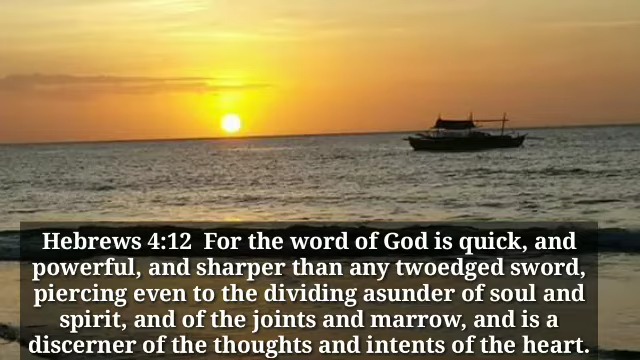 Hebrews 4:12  For the word of God is quick, and
powerful, and sharper than any twoedged sword,
piercing even to the dividing asunder of soul and
spirit, and of the joints and marrow, and is a
discerner of the thoughts and intents of the heart.